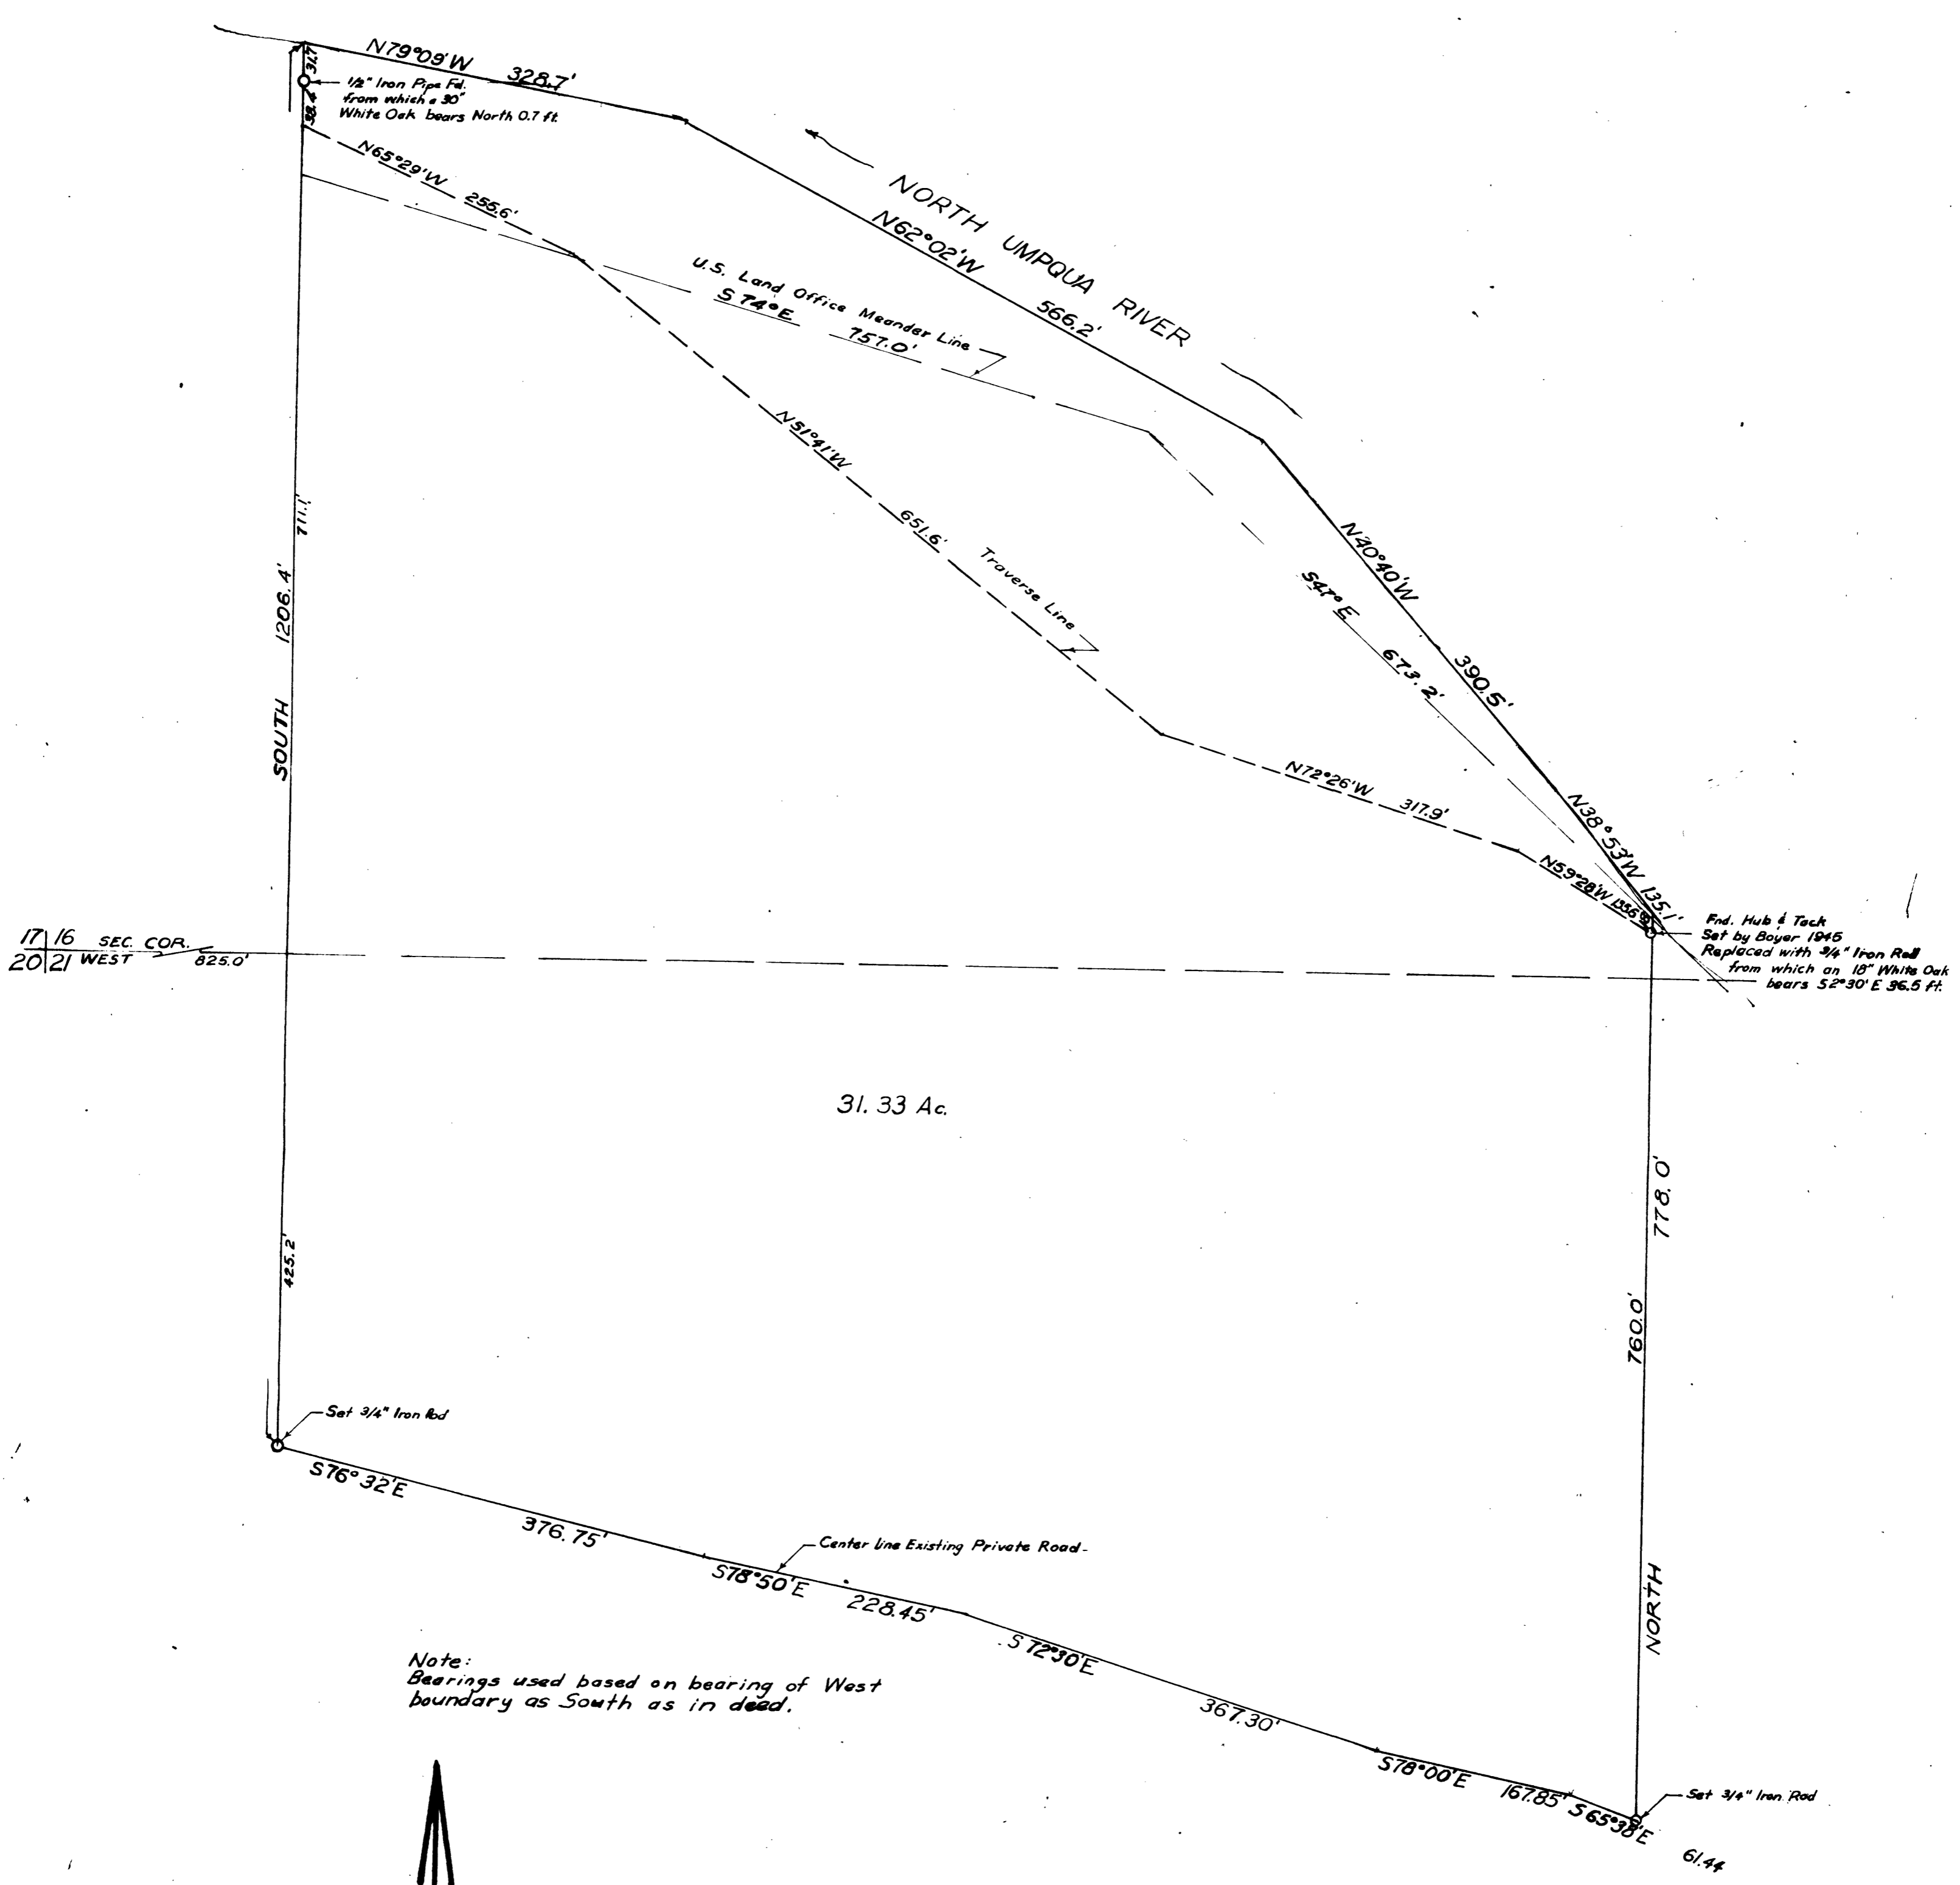 N79°09'W 328.7'
31.7
1/2" Iron Pipe Fd.
from which a 30"
White Oak bears North 0.7 ft.
38.4
N65°29'W 255.6'
NORTH UMPQUA RIVER
N62°02'W 566.2'
U.S. Land Office Meander Line
S 74° E 757.0'
N51°41'W 651.6'
Traverse Line
N40°40'W 390.5'
S47° E 673.2'
711.1'
SOUTH 1206.4'
N72°26'W 317.9'
N38°53'W 135.1'
N59°28'W
Fnd. Hub & Tack
Set by Boyer 1945
Replaced with 3/4" Iron Rod
from which an 18" White Oak
bears S2°30'E 36.5 ft.
17 16 SEC. COR.
20 21 WEST 825.0'
31.33 Ac.
778.0'
760.0'
NORTH
425.2'
Set 3/4" Iron Rod
S76°32'E
376.75'
Center line Existing Private Road
S78°50'E
228.45'
S 72°30'E
367.30'
S78°00'E
167.85'
S65°38'E
61.44
Set 3/4" Iron Rod
Note:
Bearings used based on bearing of West
boundary as South as in deed.